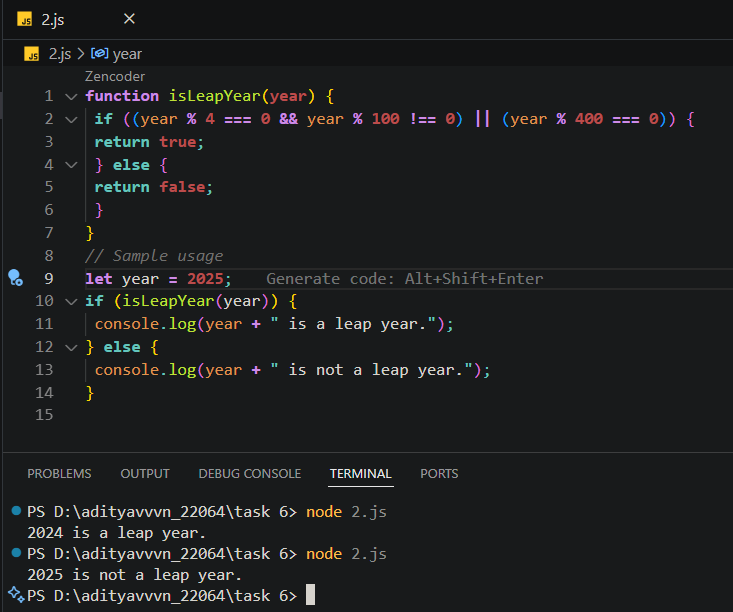 JS 2.js ×
JS 2.js > year
Zencoder
1 function isLeapYear(year) {
2 if ((year % 4 === 0 && year % 100 !== 0) || (year % 400 === 0)) {
3 return true;
4 } else {
5 return false;
6 }
7 }
8 // Sample usage
9 let year = 2025; Generate code: Alt+Shift+Enter
10 if (isLeapYear(year)) {
11 console.log(year + " is a leap year.");
12 } else {
13 console.log(year + " is not a leap year.");
14 }
15
PROBLEMS OUTPUT DEBUG CONSOLE TERMINAL PORTS
PS D:\adityavvvn_22064\task 6> node 2.js
2024 is a leap year.
PS D:\adityavvvn_22064\task 6> node 2.js
2025 is not a leap year.
PS D:\adityavvvn_22064\task 6>